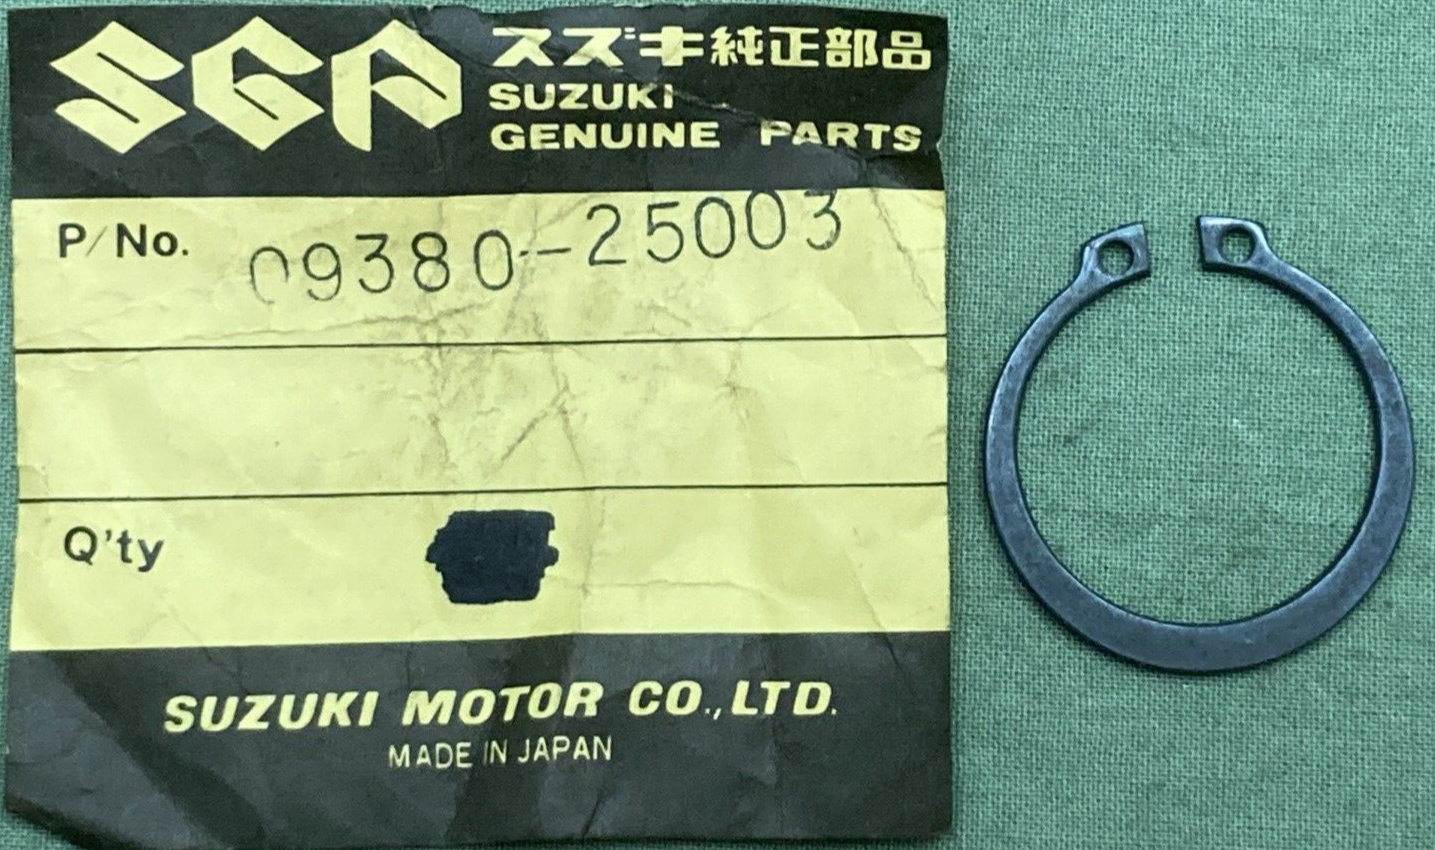 SGP
スズキ純正部品
SUZUKI
GENUINE PARTS
P/No. 09380-25003
Q'ty
SUZUKI MOTOR CO.,LTD.
MADE IN JAPAN